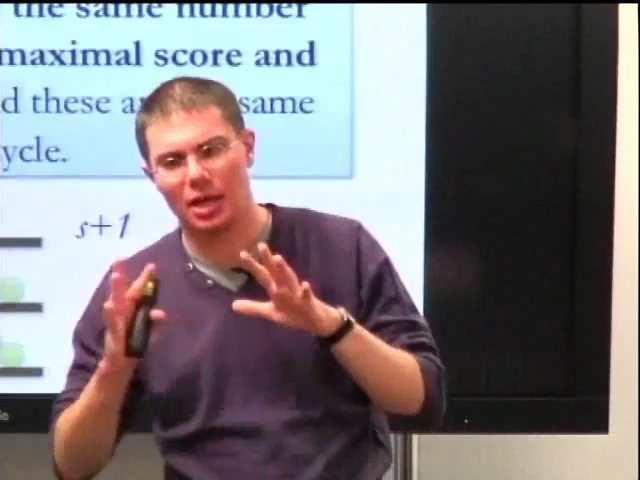 the same number
maximal score and
d these a same
ycle.
s+1